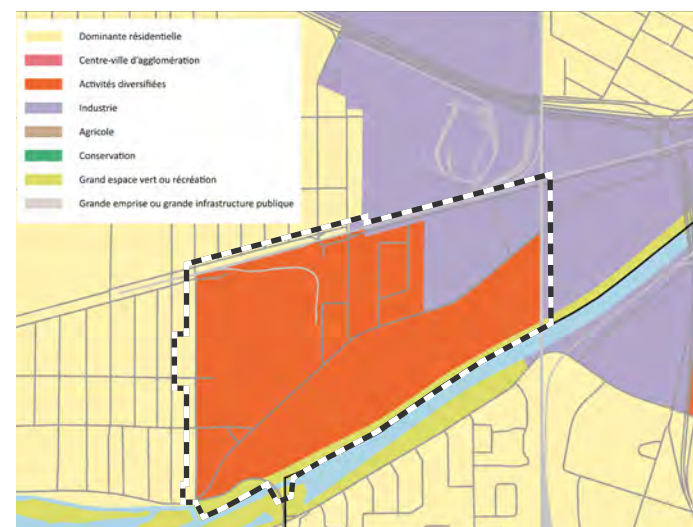 Dominante résidentielle
Centre-ville d'agglomération
Activités diversifiées
Industrie
Agricole
Conservation
Grand espace vert ou récréation
Grande emprise ou grande infrastructure publique